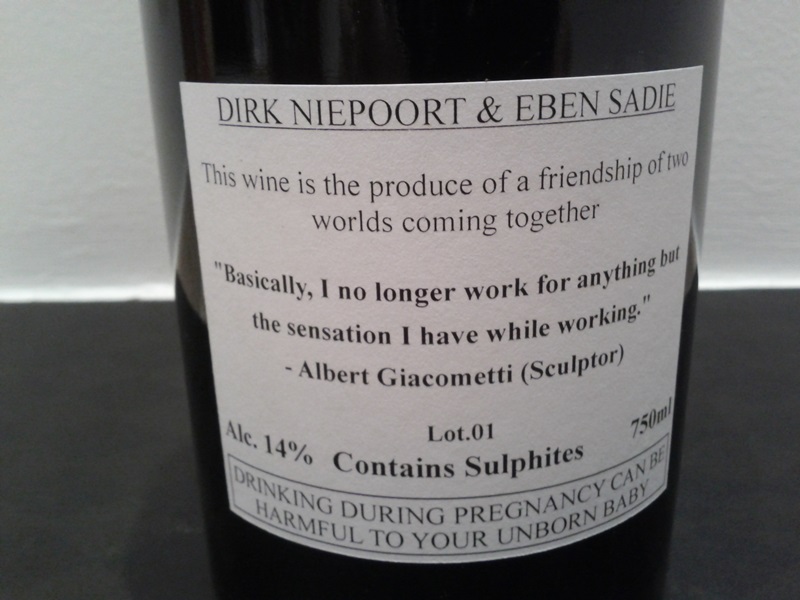 DIRK NIEPOORT & EBEN SADIE
This wine is the produce of a friendship of two
worlds coming together
"Basically, I no longer work for anything but
the sensation I have while working."
- Albert Giacometti (Sculptor)
Lot.01
Alc. 14% Contains Sulphites 750ml
DRINKING DURING PREGNANCY CAN BE
HARMFUL TO YOUR UNBORN BABY